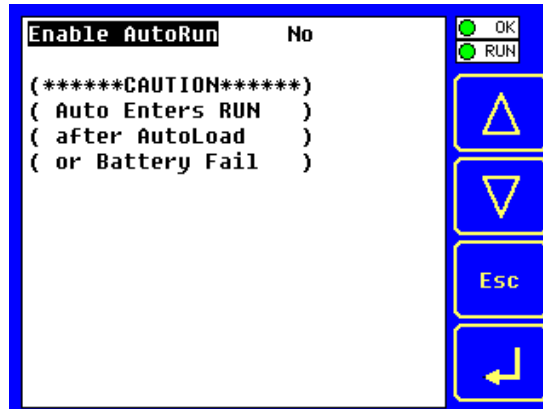 Enable AutoRun No
(******CAUTION******)
( Auto Enters RUN )
( after AutoLoad )
( or Battery Fail )
OK
RUN
Esc